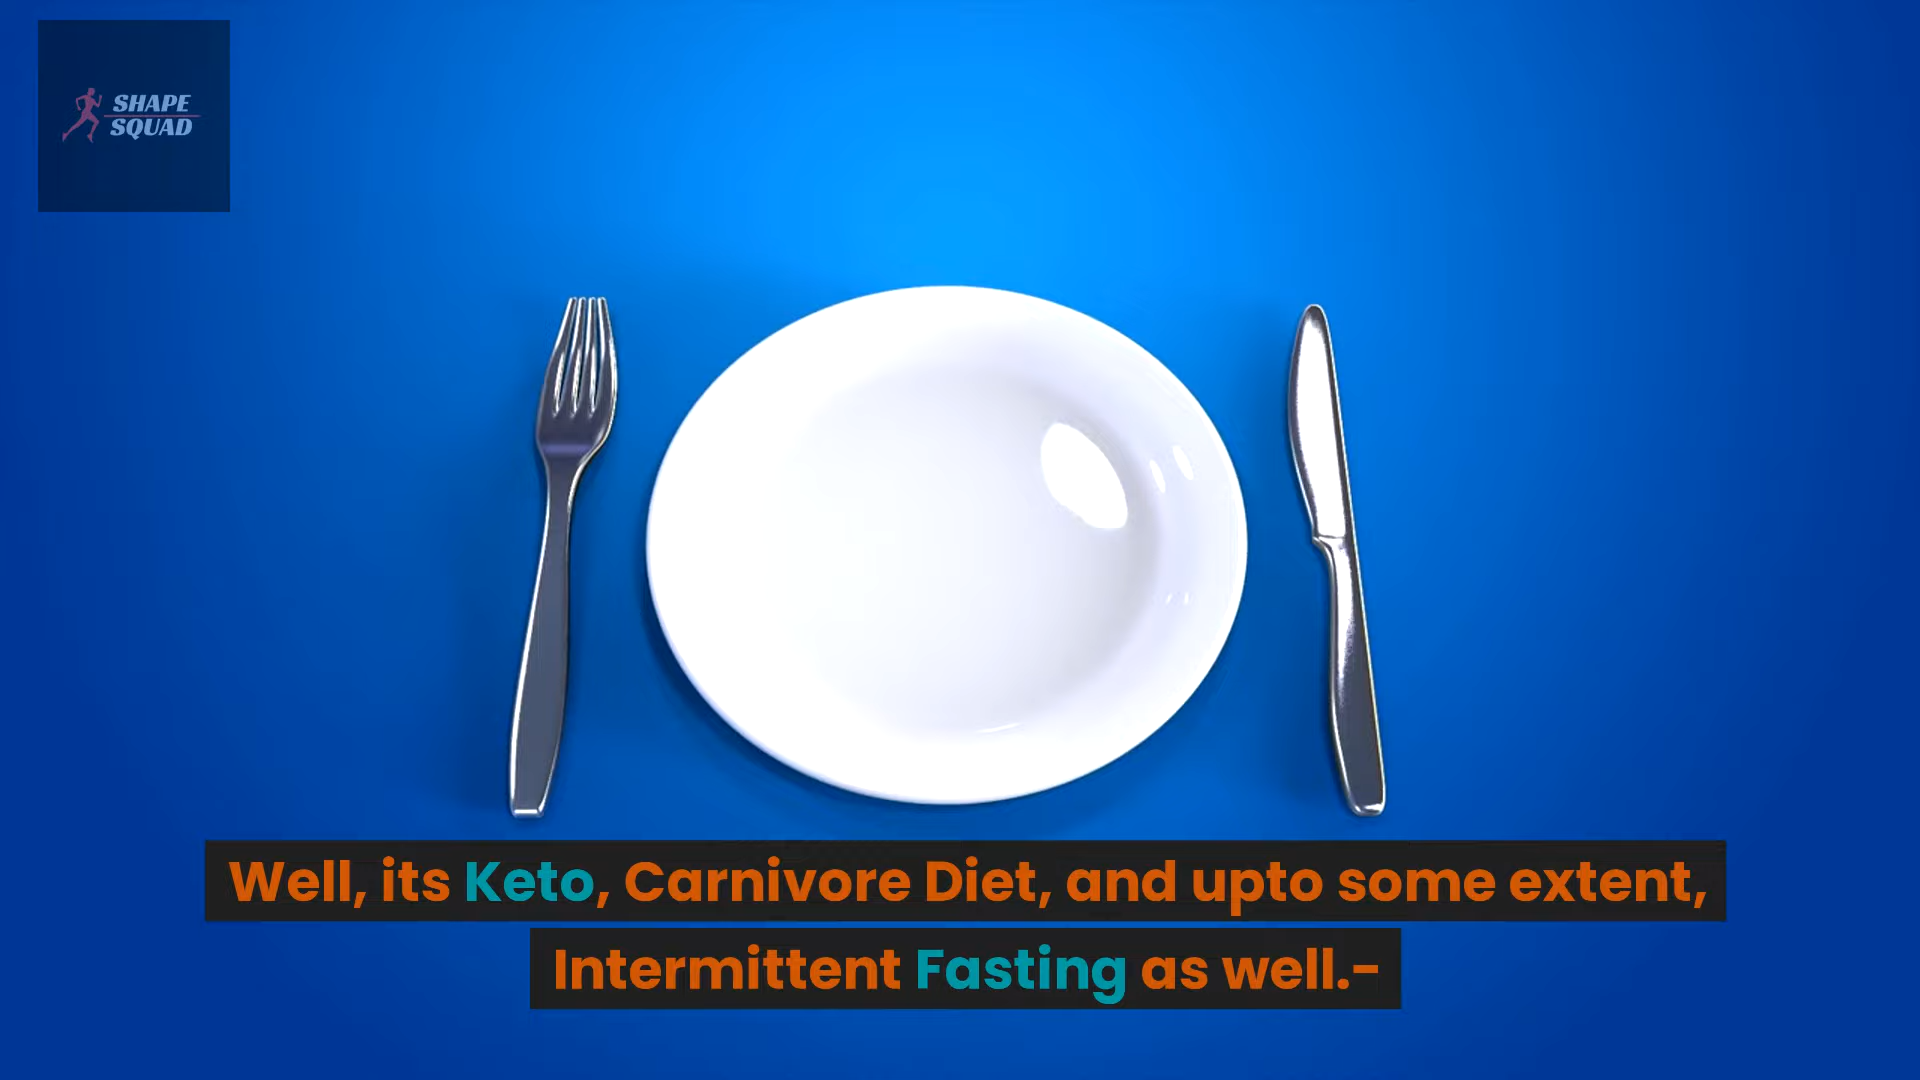 SHAPE
SQUAD
Well, its Keto, Carnivore Diet, and upto some extent,
Intermittent Fasting as well.-